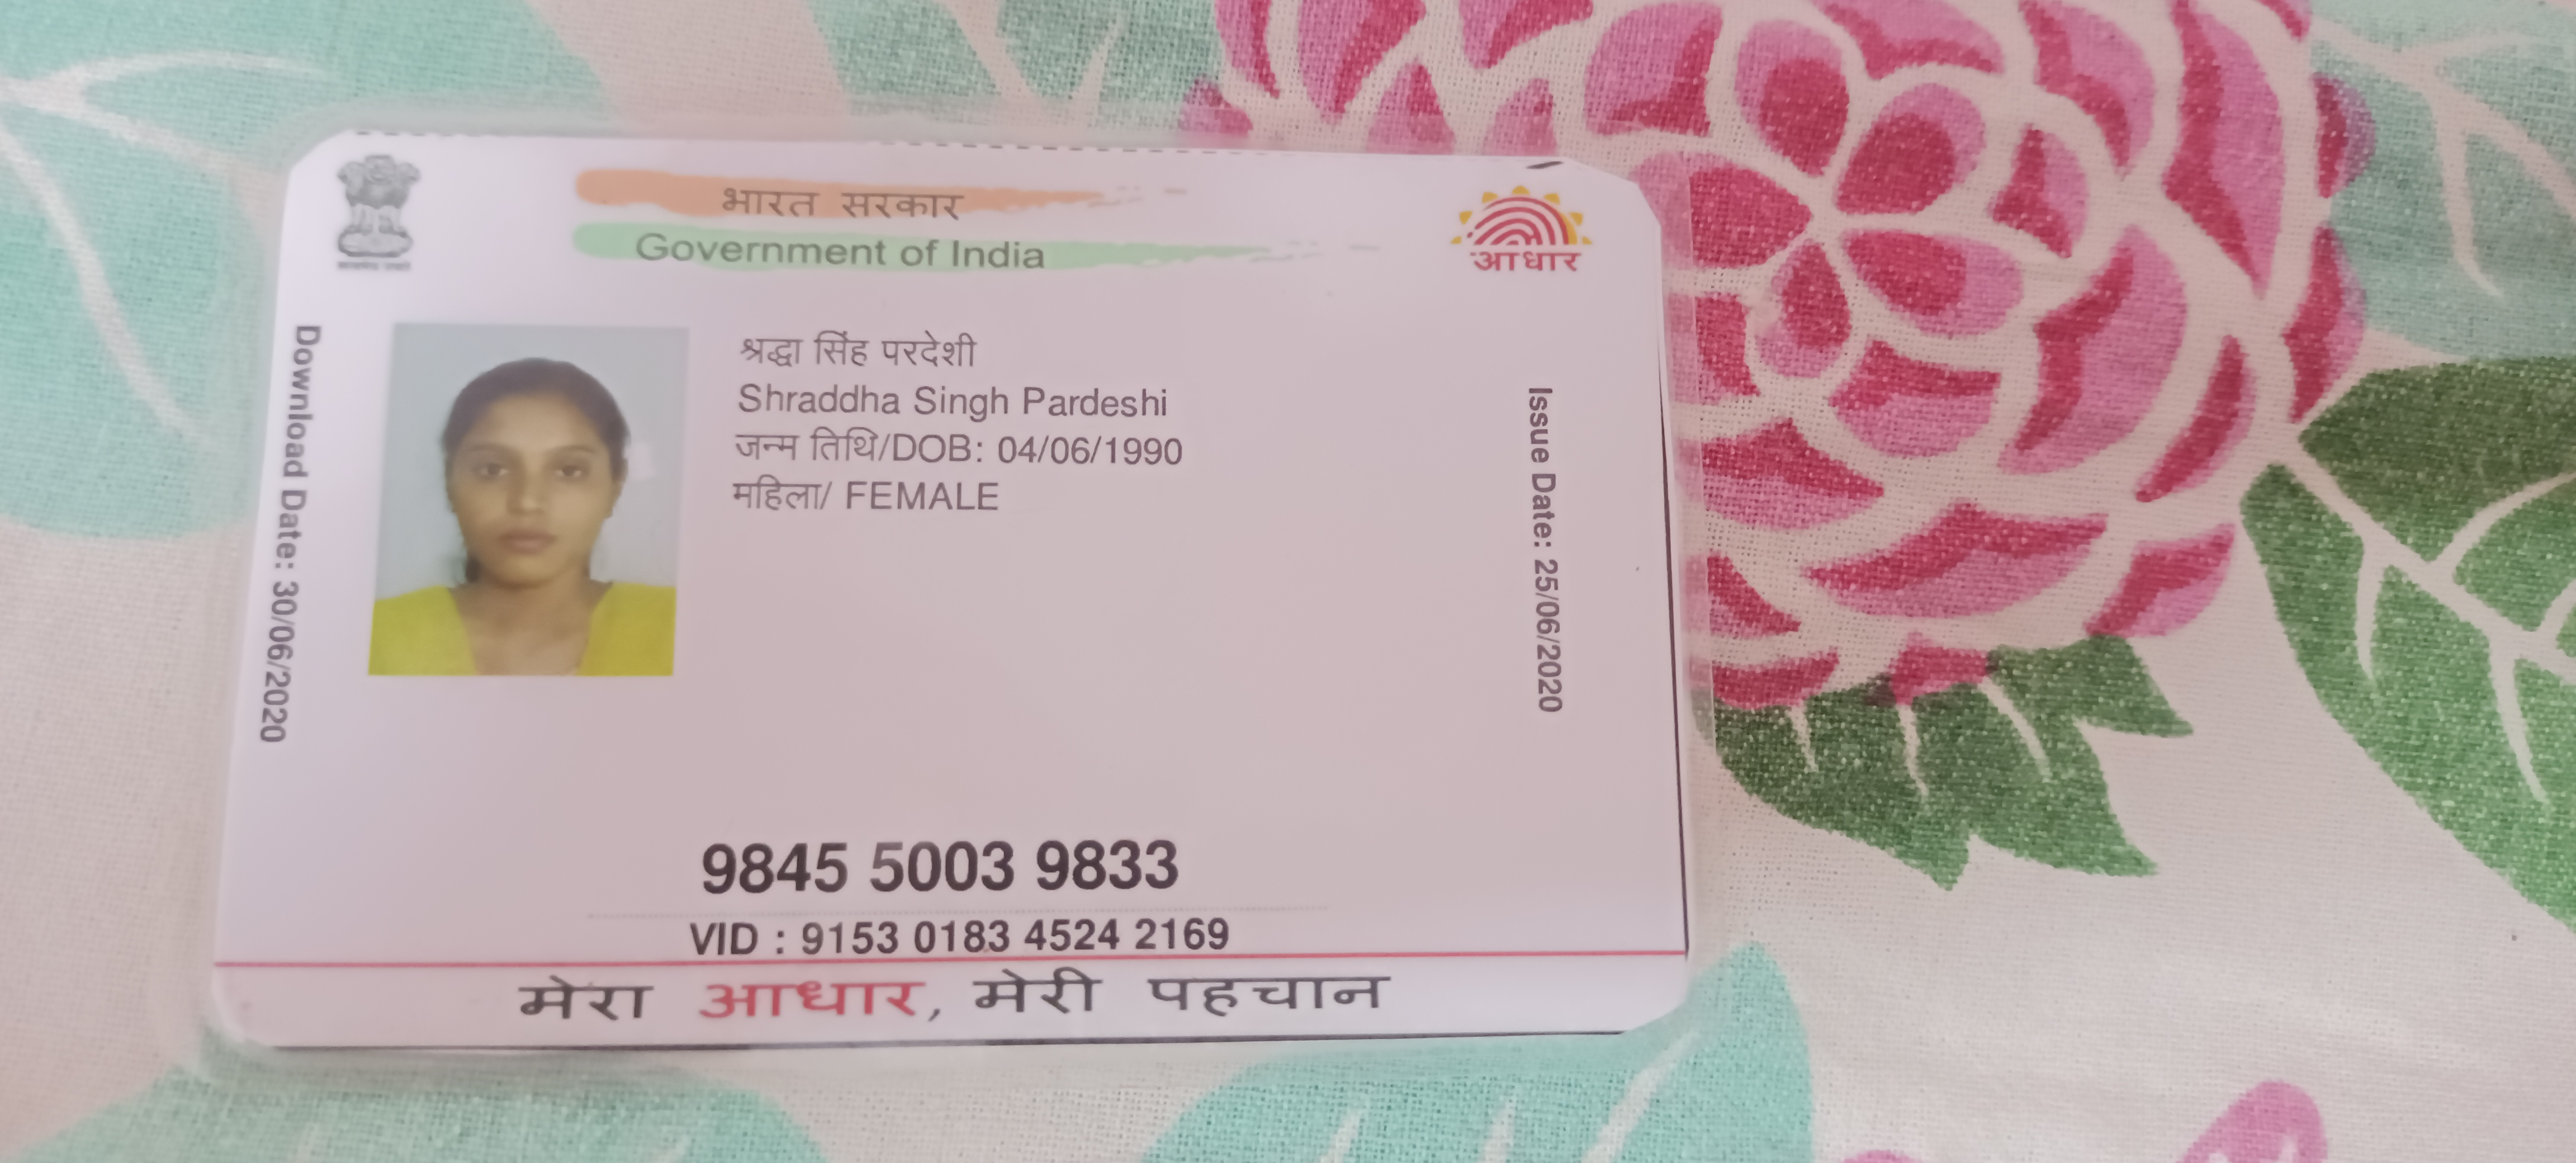 भारत सरकार
Government of India
आधार
Download Date: 30/06/2020
श्रद्धा सिंह परदेशी
Shraddha Singh Pardeshi
जन्म तिथि/DOB: 04/06/1990
महिला/ FEMALE
Issue Date: 25/06/2020
9845 5003 9833
VID : 9153 0183 4524 2169
मेरा आधार, मेरी पहचान